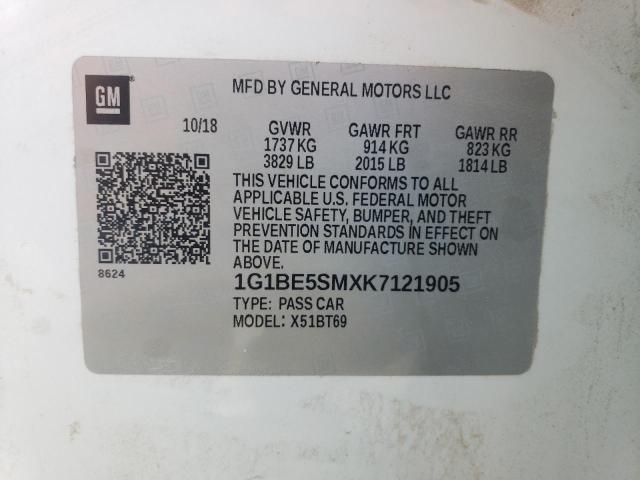 GM
MFD BY GENERAL MOTORS LLC
10/18 GVWR GAWR FRT GAWR RR
1737 KG 914 KG 823 KG
3829 LB 2015 LB 1814 LB
THIS VEHICLE CONFORMS TO ALL
APPLICABLE U.S. FEDERAL MOTOR
VEHICLE SAFETY, BUMPER, AND THEFT
PREVENTION STANDARDS IN EFFECT ON
THE DATE OF MANUFACTURE SHOWN
ABOVE.
8624
1G1BE5SMXK7121905
TYPE: PASS CAR
MODEL: X51BT69